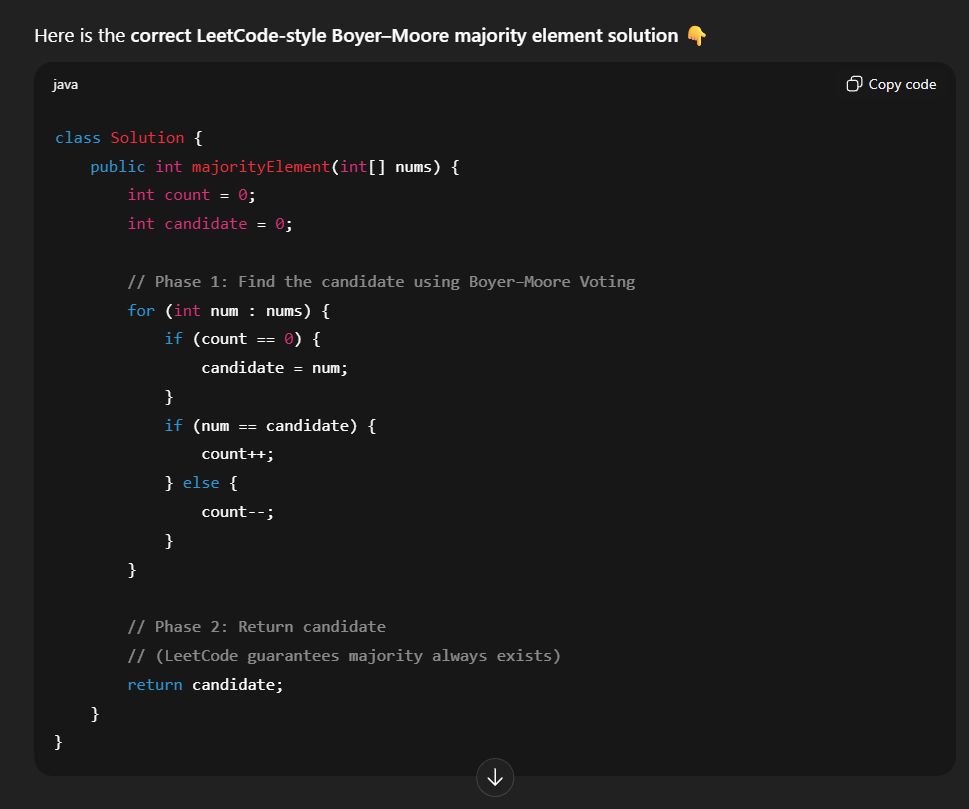 Here is the correct LeetCode-style Boyer–Moore majority element solution 👇
java
Copy code
class Solution {
    public int majorityElement(int[] nums) {
        int count = 0;
        int candidate = 0;

        // Phase 1: Find the candidate using Boyer–Moore Voting
        for (int num : nums) {
            if (count == 0) {
                candidate = num;
            }
            if (num == candidate) {
                count++;
            } else {
                count--;
            }
        }

        // Phase 2: Return candidate
        // (LeetCode guarantees majority always exists)
        return candidate;
    }
}